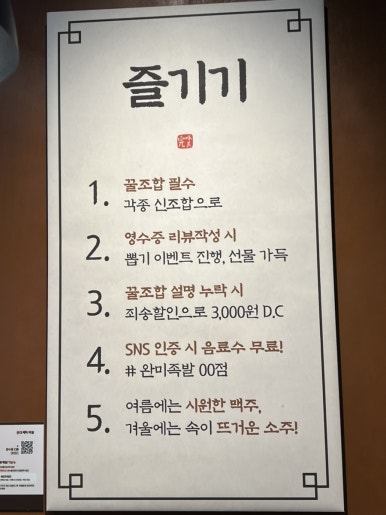 즐기기
1. 꿀조합 필수
각종 신조합으로
2. 영수증 리뷰작성 시
뽑기 이벤트 진행, 선물 가득
3. 꿀조합 설명 누락 시
죄송할인으로 3,000원 D.C
4. SNS 인증 시 음료수 무료!
# 완미족발 00점
5. 여름에는 시원한 맥주,
겨울에는 속이 뜨거운 소주!